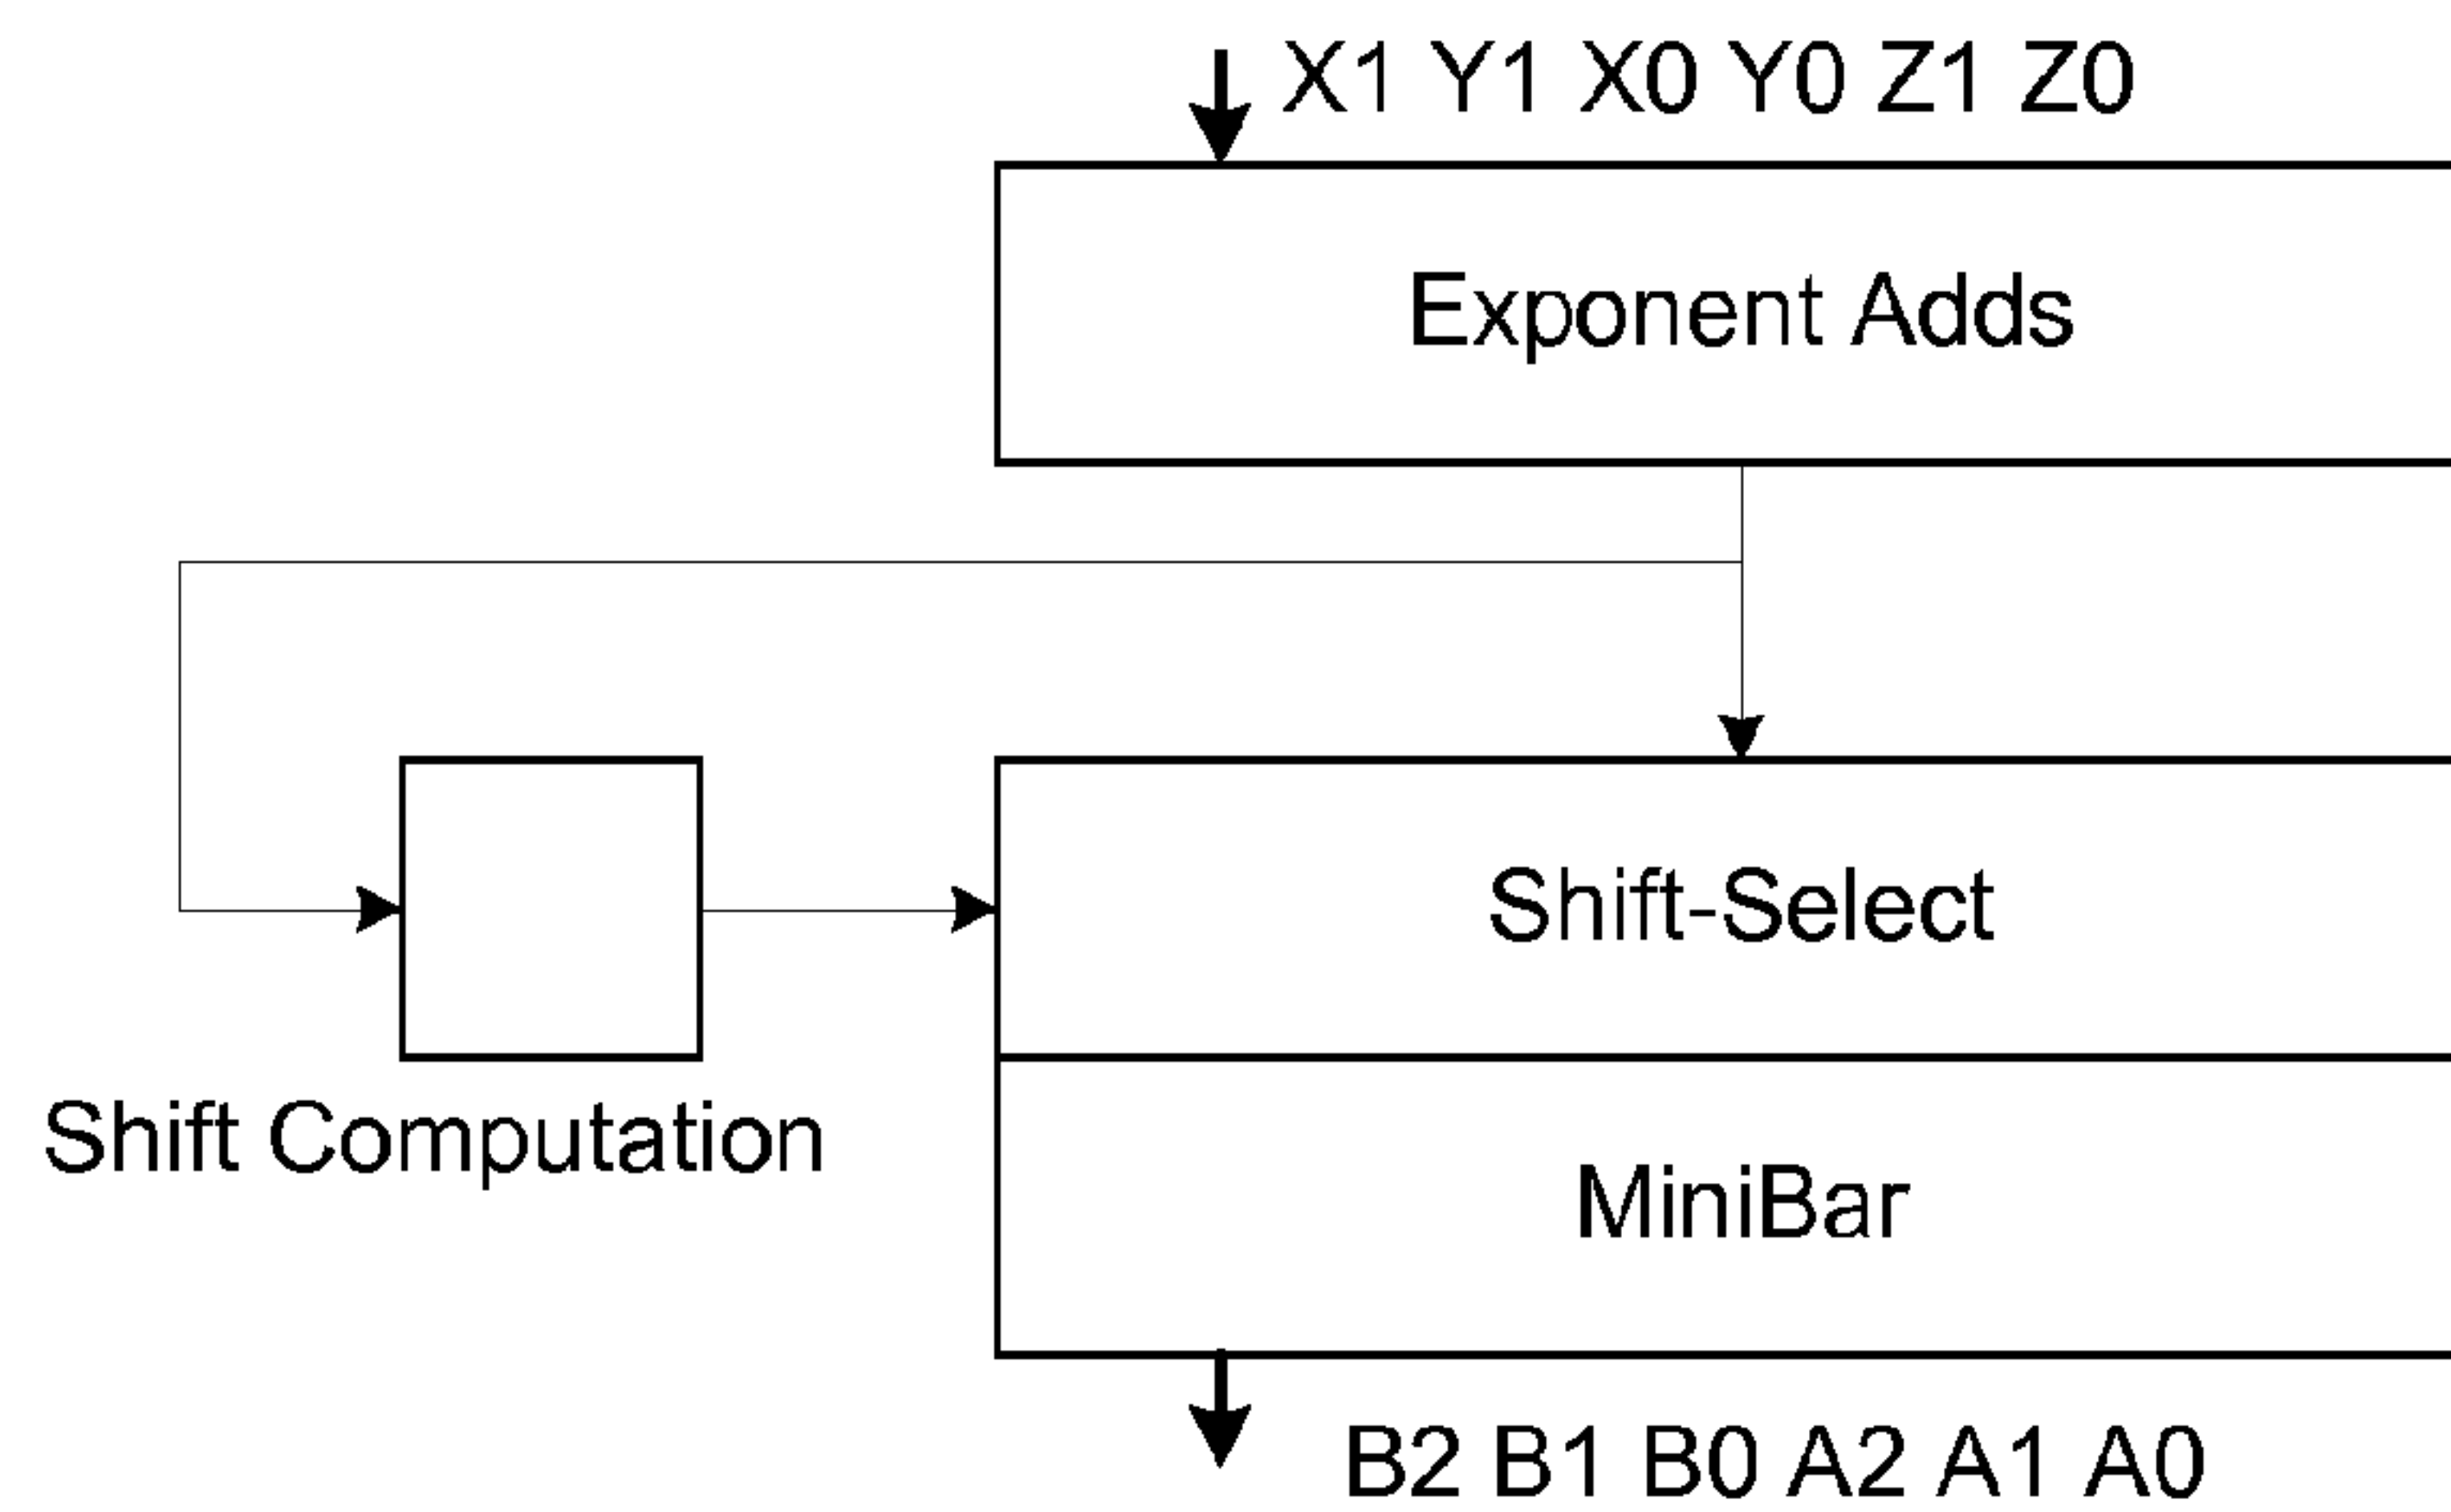 X1 Y1 X0 Y0 Z1 Z0
Exponent Adds
Shift-Select
Shift Computation
MiniBar
B2 B1 B0 A2 A1 A0